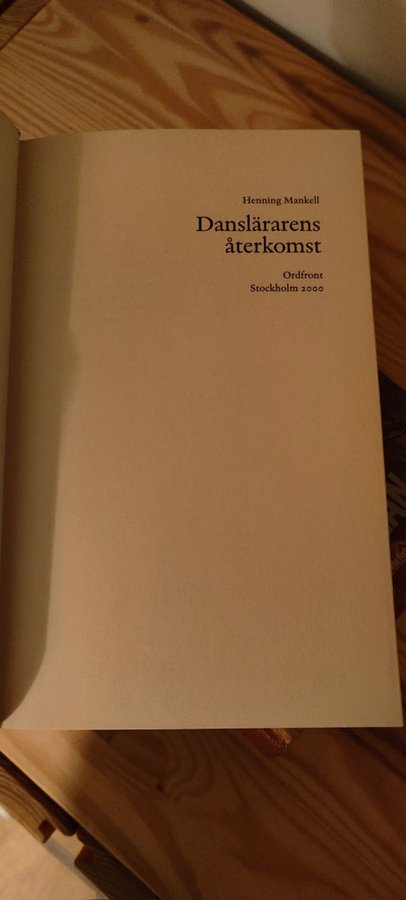 Henning Mankell
Danslärarens
återkomst
Ordfront
Stockholm 2000